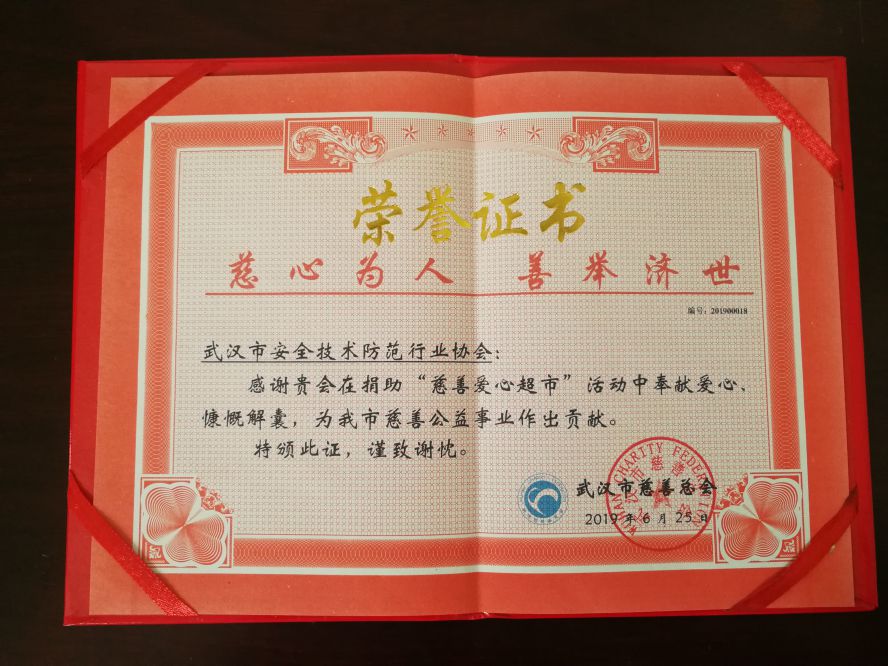 荣誉证书
慈心为人 善举济世
编号：201900018
武汉市安全技术防范行业协会：
感谢贵会在捐助“慈善爱心超市”活动中奉献爱心、
慷慨解囊，为我市慈善公益事业作出贡献。
特颁此证，谨致谢忱。
武汉市慈善总会
2019年6月25日
WUHAN CHARITY FEDERATION